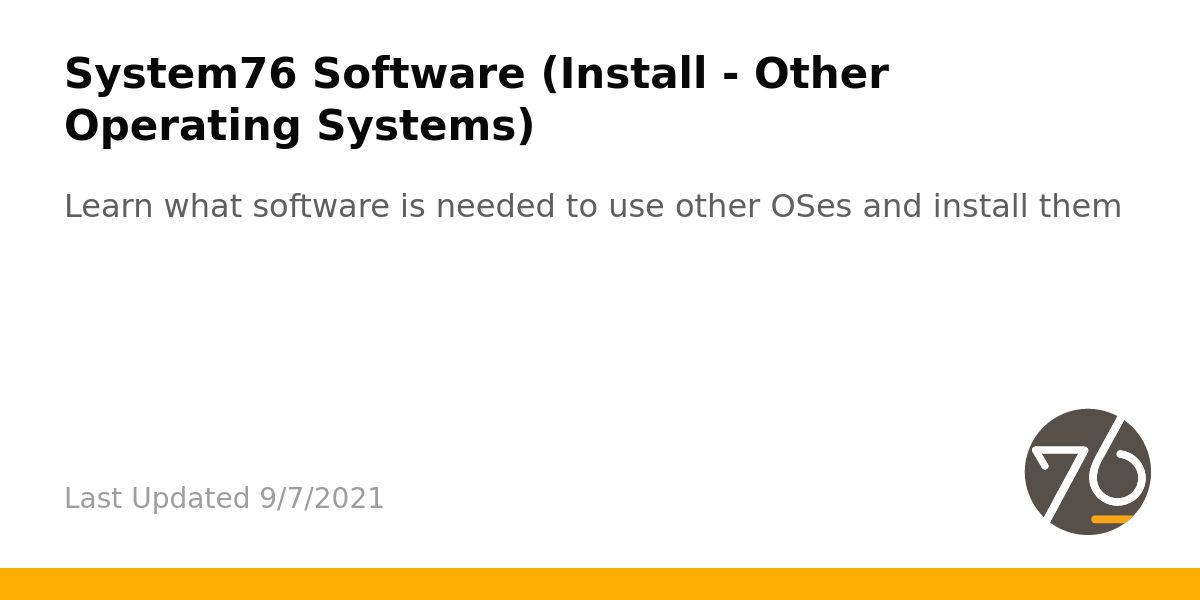 System76 Software (Install - Other
Operating Systems)
Learn what software is needed to use other OSes and install them
Last Updated 9/7/2021
76